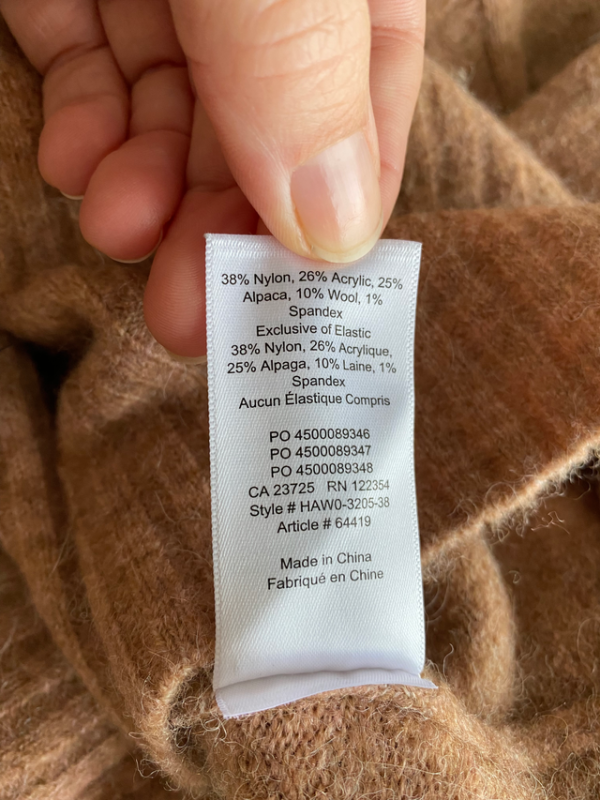 38% Nylon, 26% Acrylic, 25%
Alpaca, 10% Wool, 1%
Spandex
Exclusive of Elastic
38% Nylon, 26% Acrylique,
25% Alpaga, 10% Laine, 1%
Spandex
Aucun Élastique Compris
PO 4500089346
PO 4500089347
PO 4500089348
CA 23725 RN 122354
Style # HAW0-3205-38
Article # 64419
Made in China
Fabriqué en Chine